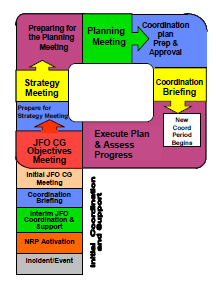 Preparing for
the Planning
Meeting
Planning
Meeting
Coordination
plan
Prep &
Approval
Strategy
Meeting
Coordination
Briefing
Prepare for
Strategy Meeting
JFO CG
Objectives
Meeting
Execute Plan
& Assess
Progress
New
Coord
Period
Begins
Initial JFO CG
Meeting
Coordination
Briefing
Interim JFO
Coordination &
Support
NRP Activation
Incident/Event
Initial Coordination
and Support